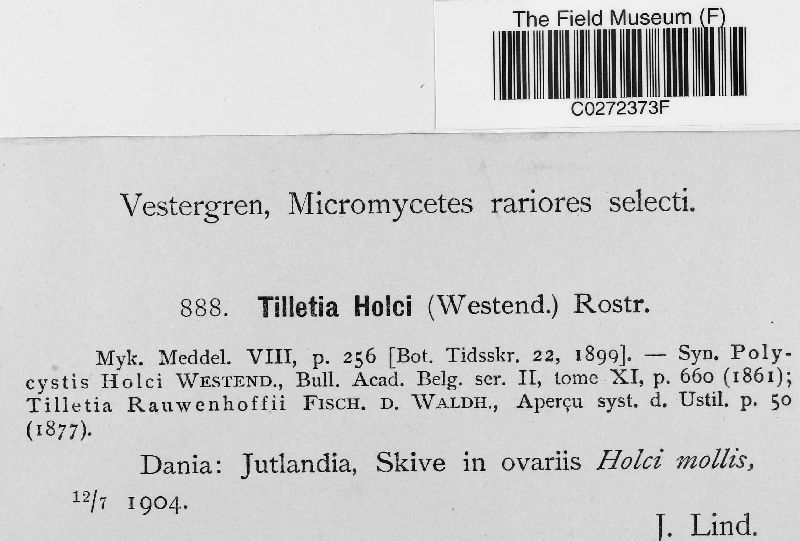 The Field Museum (F)
C0272373F
Vestergren, Micromycetes rariores selecti.
888. Tilletia Holci (Westend.) Rostr.
Myk. Meddel. VIII, p. 256 [Bot. Tidsskr. 22, 1899]. — Syn. Poly-
cystis Holci Westend., Bull. Acad. Belg. ser. II, tome XI, p. 660 (1861);
Tilletia Rauwenhoffii Fisch. d. Waldh., Aperçu syst. d. Ustil. p. 50
(1877).
Dania: Jutlandia, Skive in ovariis Holci mollis,
12/7 1904.
J. Lind.